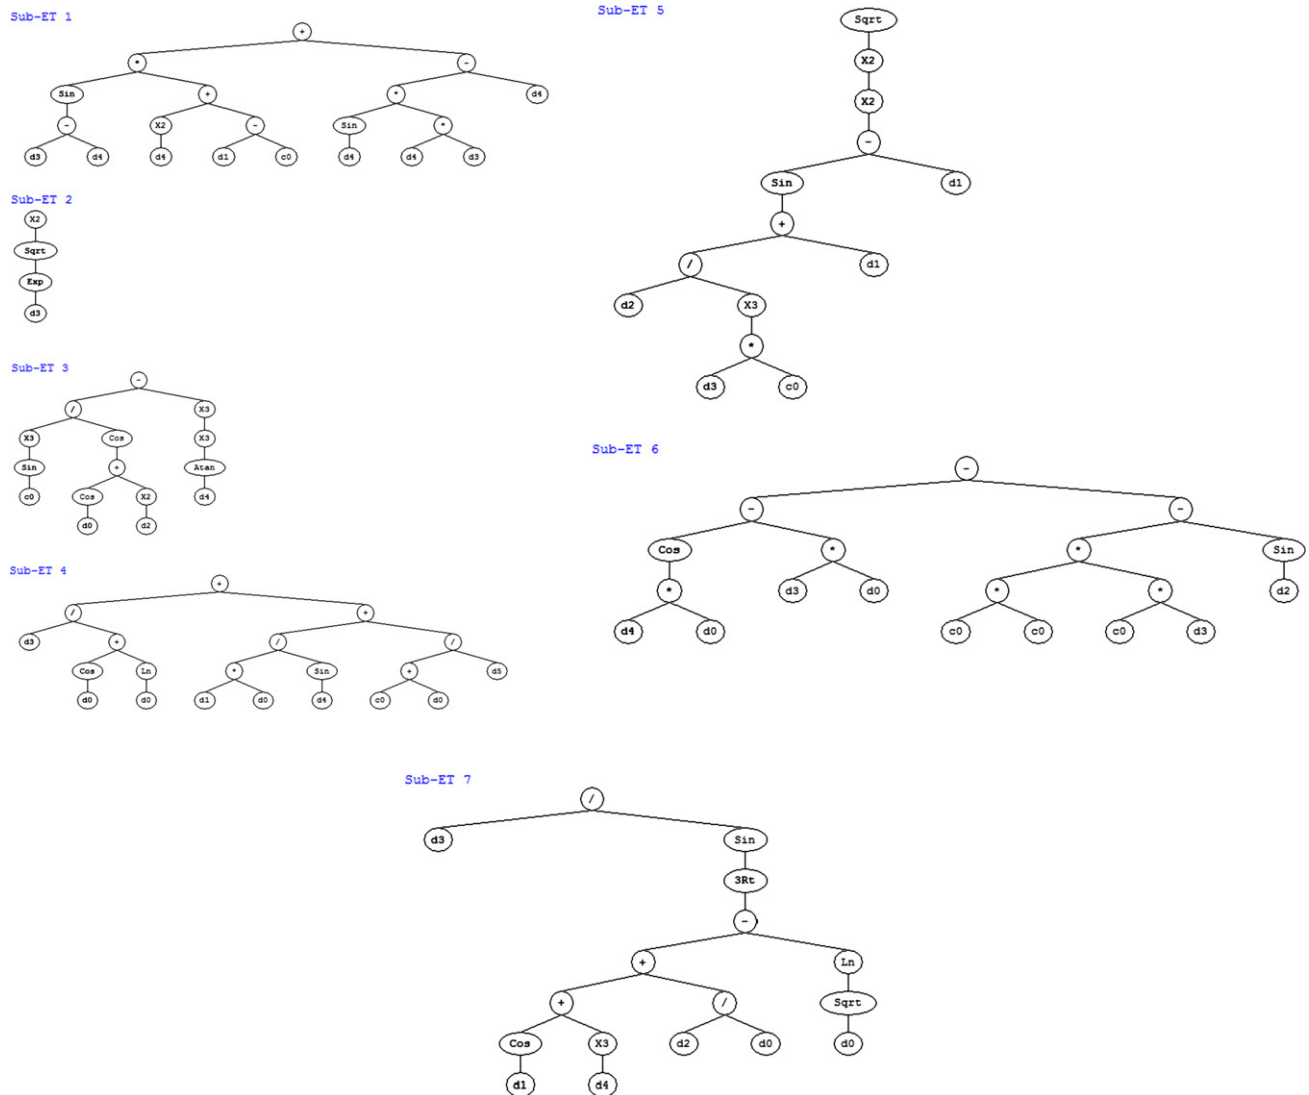 Sub-ET 1
+
* -
Sin + * d4
- X2 - Sin *
d3 d4 d4 d1 c0 d4 d4 d3
Sub-ET 2
X2
Sqrt
Exp
d3
Sub-ET 3
-
/ X3
X3 Cos X3
Sin + Atan
c0 Cos X2 d4
d0 d2
Sub-ET 4
+
/ +
d3 + / /
Cos Ln * Sin + d5
d0 d0 d1 d0 d4 c0 d0
Sub-ET 5
Sqrt
X2
X2
-
Sin d1
+
/ d1
d2 X3
*
d3 c0
Sub-ET 6
-
- -
Cos * * Sin
* d3 d0 * * d2
d4 d0 c0 c0 c0 d3
Sub-ET 7
/
d3 Sin
3Rt
-
+ Ln
+ / Sqrt
Cos X3 d2 d0 d0
d1 d4